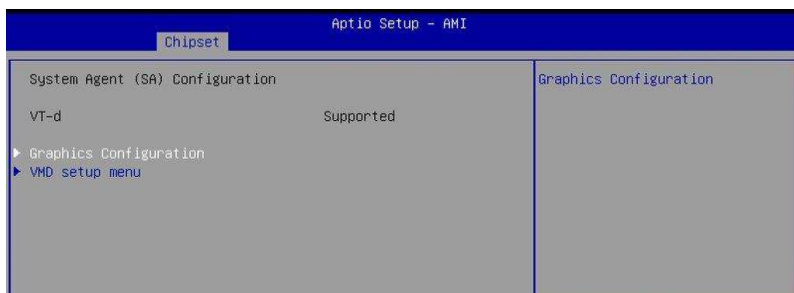 Aptio Setup - AMI
Chipset
System Agent (SA) Configuration
Graphics Configuration
VT-d Supported
Graphics Configuration
VMD setup menu